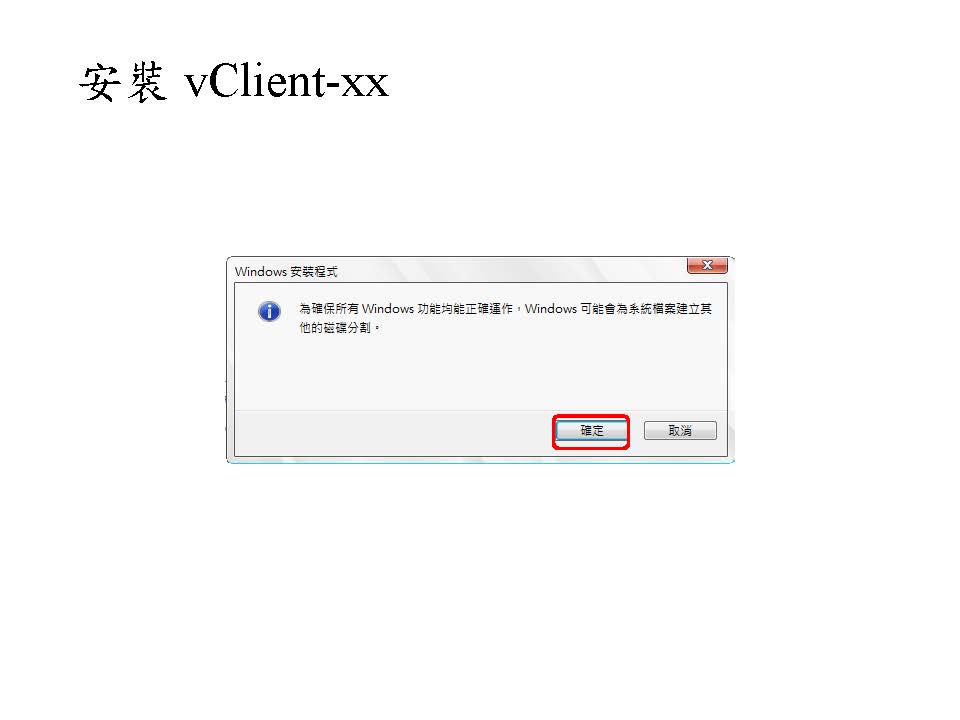 安裝 vClient-xx
Windows 安裝程式
為確保所有 Windows 功能均能正確運作，Windows 可能會為系統檔案建立其
他的磁碟分割。
確定
取消